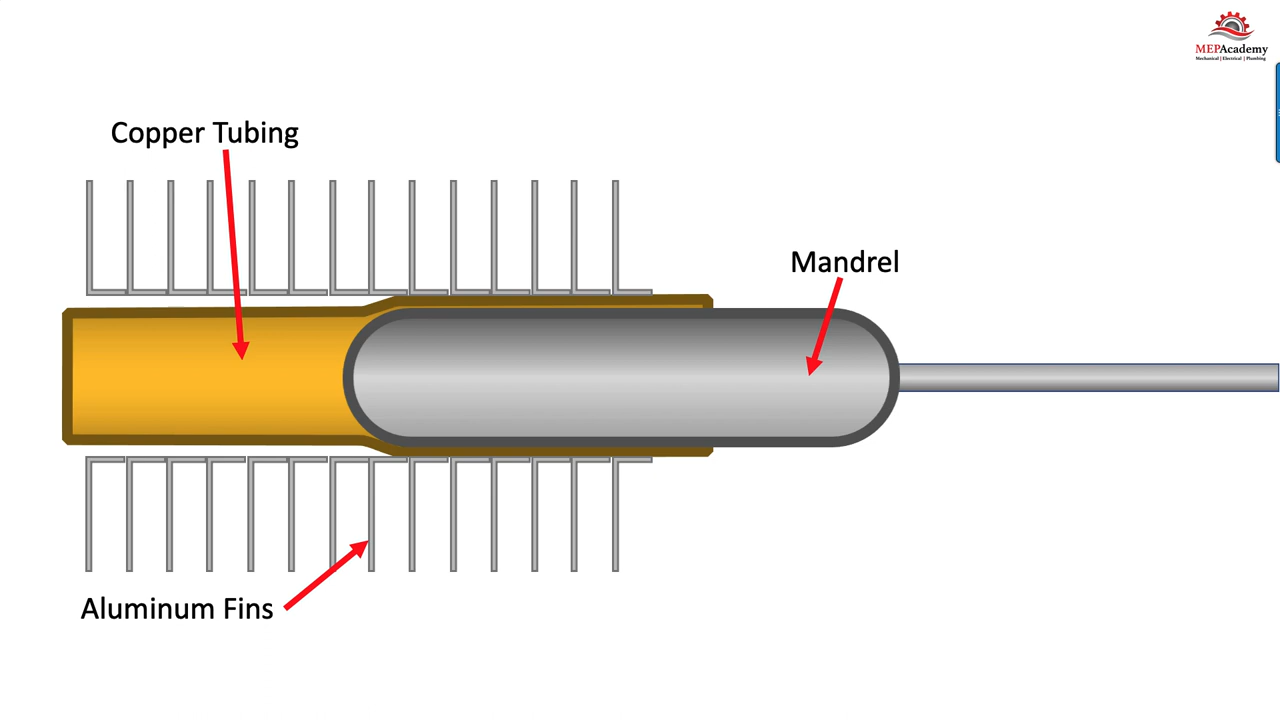 MEPAcademy
Mechanical | Electrical | Plumbing
Copper Tubing
Mandrel
Aluminum Fins